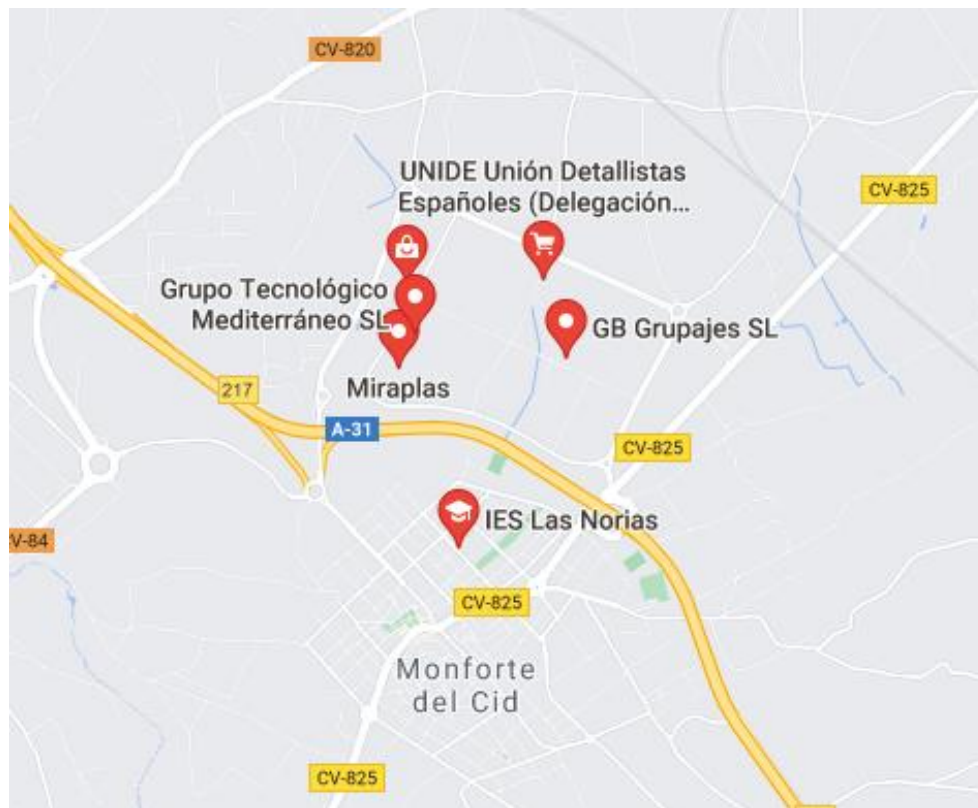 CV-820
UNIDE Unión Detallistas
Españoles (Delegación...
CV-825
Grupo Tecnológico
Mediterráneo SL
GB Grupajes SL
Miraplas
217
A-31
CV-825
IES Las Norias
V-84
CV-825
Monforte
del Cid
CV-825